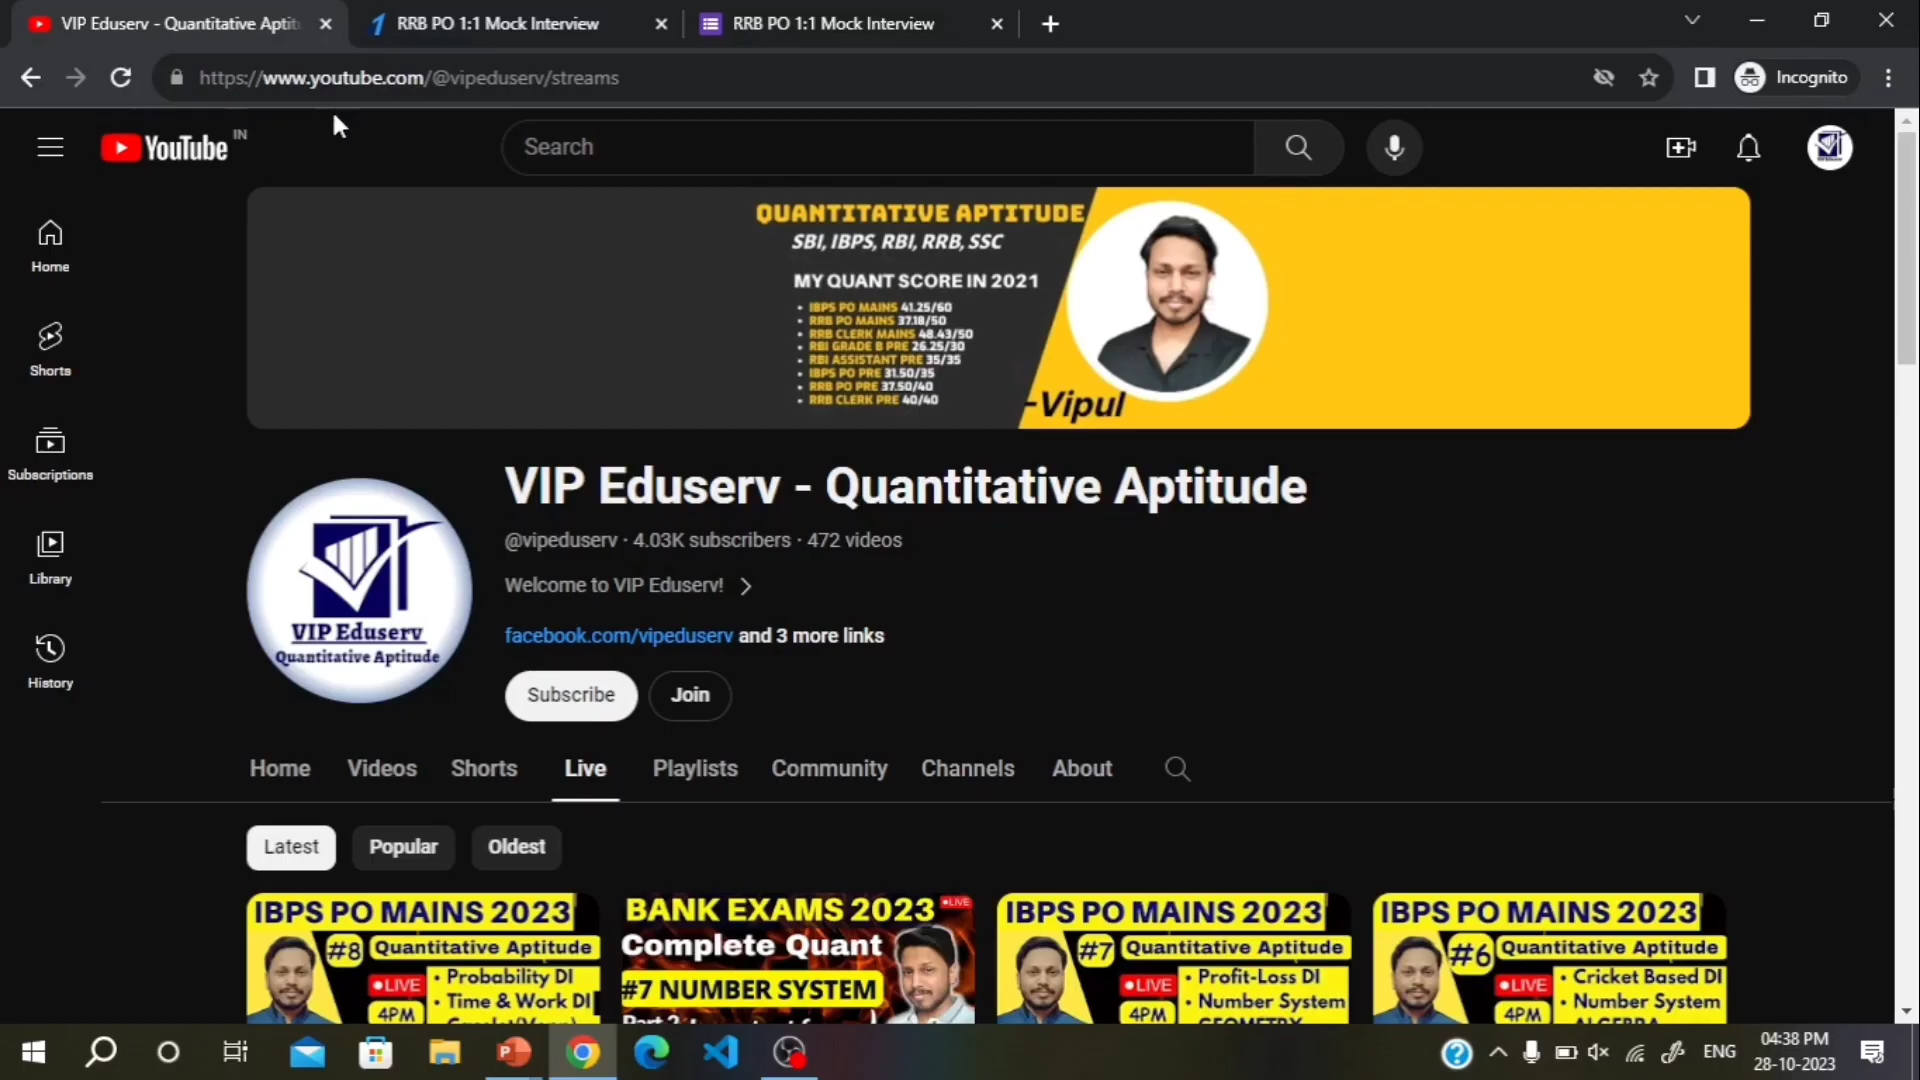 VIP Eduserv - Quantitative Aptit
RRB PO 1:1 Mock Interview
RRB PO 1:1 Mock Interview
https://www.youtube.com/@vipeduserv/streams
Incognito
YouTube IN
Search
Home
Shorts
Subscriptions
Library
History
QUANTITATIVE APTITUDE
SBI, IBPS, RBI, RRB, SSC
MY QUANT SCORE IN 2021
• IBPS PO MAINS 41.25/60
• RRB PO MAINS 37.18/50
• RRB CLERK MAINS 48.43/50
• RBI GRADE B PRE 26.25/30
• RBI ASSISTANT PRE 35/35
• IBPS PO PRE 31.50/35
• RRB PO PRE 37.50/40
• RRB CLERK PRE 40/40
-Vipul
VIP Eduserv
Quantitative Aptitude
VIP Eduserv - Quantitative Aptitude
@vipeduserv · 4.03K subscribers · 472 videos
Welcome to VIP Eduserv!
facebook.com/vipeduserv and 3 more links
Subscribe
Join
Home Videos Shorts Live Playlists Community Channels About
Latest Popular Oldest
IBPS PO MAINS 2023
#8 Quantitative Aptitude
LIVE • Probability DI
4PM • Time & Work DI
BANK EXAMS 2023 LIVE
Complete Quant
#7 NUMBER SYSTEM
Part 2
IBPS PO MAINS 2023
#7 Quantitative Aptitude
LIVE • Profit-Loss DI
4PM • Number System
GEOMETRY
IBPS PO MAINS 2023
#6 Quantitative Aptitude
LIVE • Cricket Based DI
4PM • Number System
ALGEBRA
ENG
04:38 PM
28-10-2023